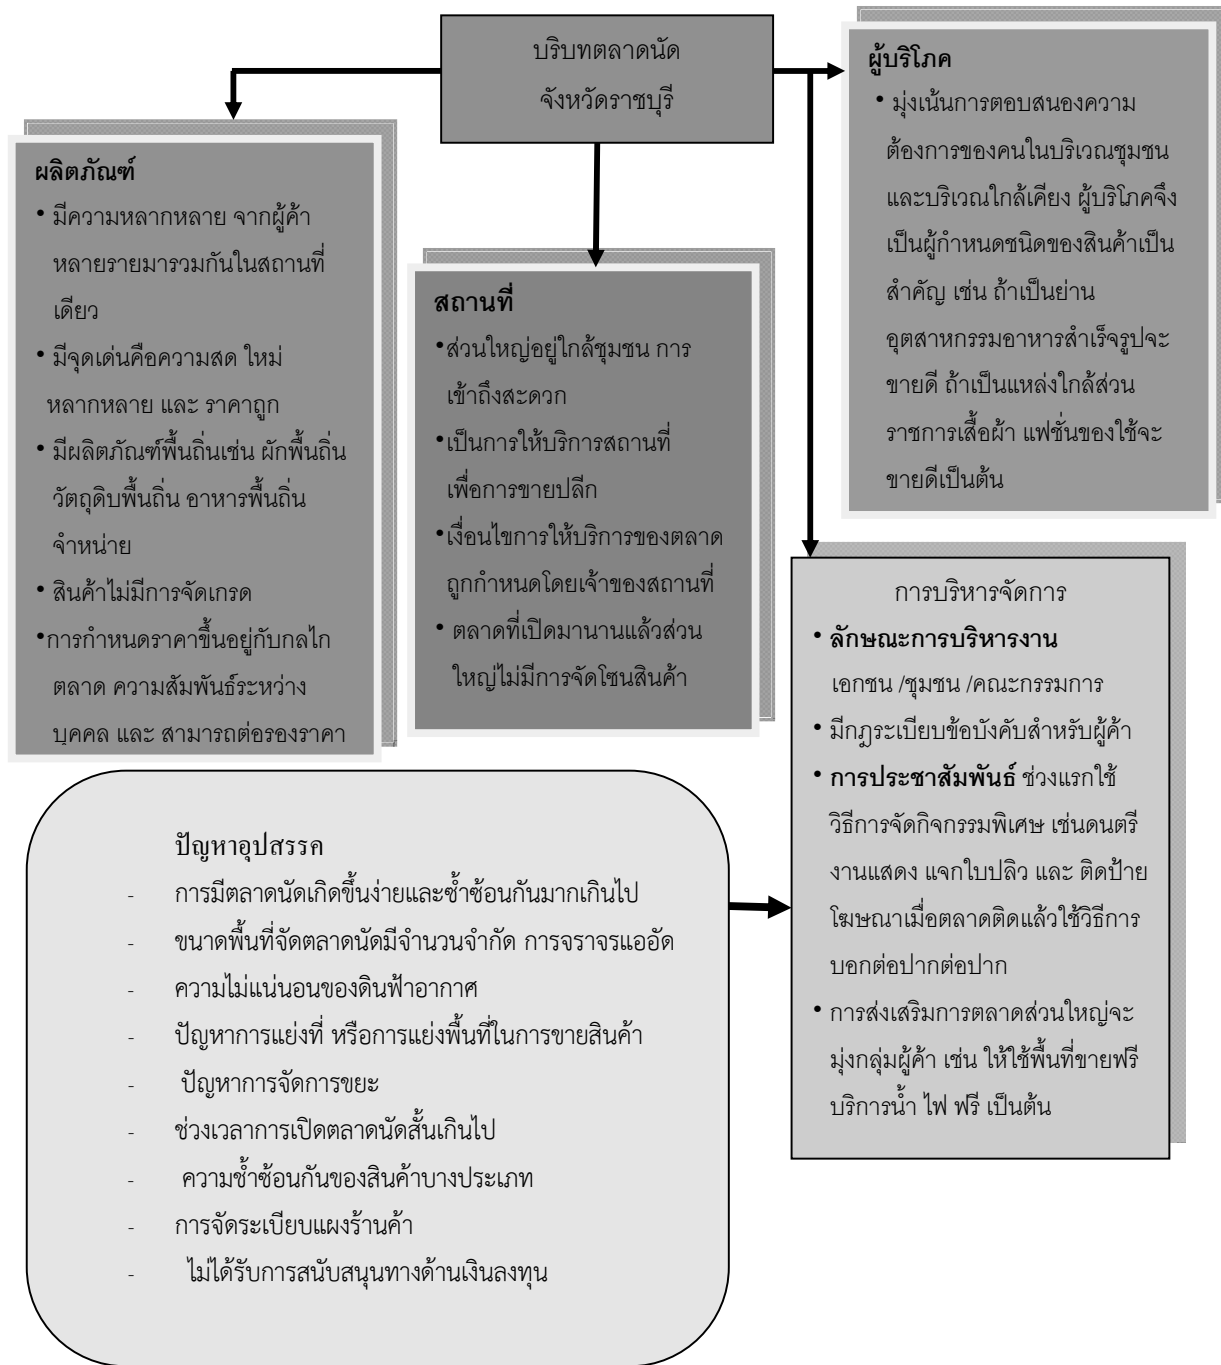 บริบทตลาดนัด
จังหวัดราชบุรี
ผลิตภัณฑ์
• มีความหลากหลาย จากผู้ค้า
หลายรายมารวมกันในสถานที่
เดียว
• มีจุดเด่นคือความสด ใหม่
หลากหลาย และ ราคาถูก
• มีผลิตภัณฑ์พื้นถิ่นเช่น ผักพื้นถิ่น
วัตถุดิบพื้นถิ่น อาหารพื้นถิ่น
จำหน่าย
• สินค้าไม่มีการจัดเกรด
•การกำหนดราคาขึ้นอยู่กับกลไก
ตลาด ความสัมพันธ์ระหว่าง
บุคคล และ สามารถต่อรองราคา
สถานที่
•ส่วนใหญ่อยู่ใกล้ชุมชน การ
เข้าถึงสะดวก
•เป็นการให้บริการสถานที่
เพื่อการขายปลีก
•เงื่อนไขการให้บริการของตลาด
ถูกกำหนดโดยเจ้าของสถานที่
• ตลาดที่เปิดมานานแล้วส่วน
ใหญ่ไม่มีการจัดโซนสินค้า
ผู้บริโภค
• มุ่งเน้นการตอบสนองความ
ต้องการของคนในบริเวณชุมชน
และบริเวณใกล้เคียง ผู้บริโภคจึง
เป็นผู้กำหนดชนิดของสินค้าเป็น
สำคัญ เช่น ถ้าเป็นย่าน
อุตสาหกรรมอาหารสำเร็จรูปจะ
ขายดี ถ้าเป็นแหล่งใกล้ส่วน
ราชการเสื้อผ้า แฟชั่นของใช้จะ
ขายดีเป็นต้น
การบริหารจัดการ
• ลักษณะการบริหารงาน
เอกชน /ชุมชน /คณะกรรมการ
• มีกฎระเบียบข้อบังคับสำหรับผู้ค้า
• การประชาสัมพันธ์ ช่วงแรกใช้
วิธีการจัดกิจกรรมพิเศษ เช่นดนตรี
งานแสดง แจกใบปลิว และ ติดป้าย
โฆษณาเมื่อตลาดติดแล้วใช้วิธีการ
บอกต่อปากต่อปาก
• การส่งเสริมการตลาดส่วนใหญ่จะ
มุ่งกลุ่มผู้ค้า เช่น ให้ใช้พื้นที่ขายฟรี
บริการน้ำ ไฟ ฟรี เป็นต้น
ปัญหาอุปสรรค
- การมีตลาดนัดเกิดขึ้นง่ายและซ้ำซ้อนกันมากเกินไป
- ขนาดพื้นที่จัดตลาดนัดมีจำนวนจำกัด การจราจรแออัด
- ความไม่แน่นอนของดินฟ้าอากาศ
- ปัญหาการแย่งที่ หรือการแย่งพื้นที่ในการขายสินค้า
- ปัญหาการจัดการขยะ
- ช่วงเวลาการเปิดตลาดนัดสั้นเกินไป
- ความซ้ำซ้อนกันของสินค้าบางประเภท
- การจัดระเบียบแผงร้านค้า
- ไม่ได้รับการสนับสนุนทางด้านเงินลงทุน